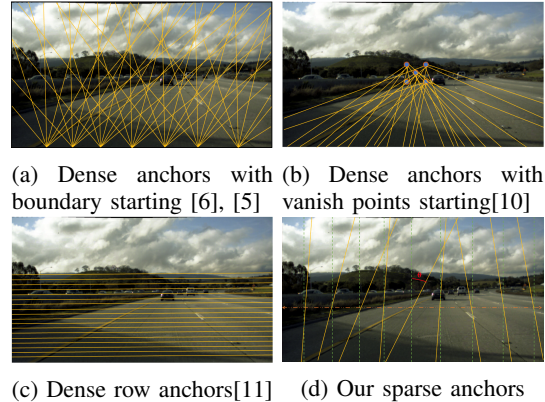 (a) Dense anchors with
boundary starting [6], [5]
(b) Dense anchors with
vanish points starting[10]
(c) Dense row anchors[11]
(d) Our sparse anchors